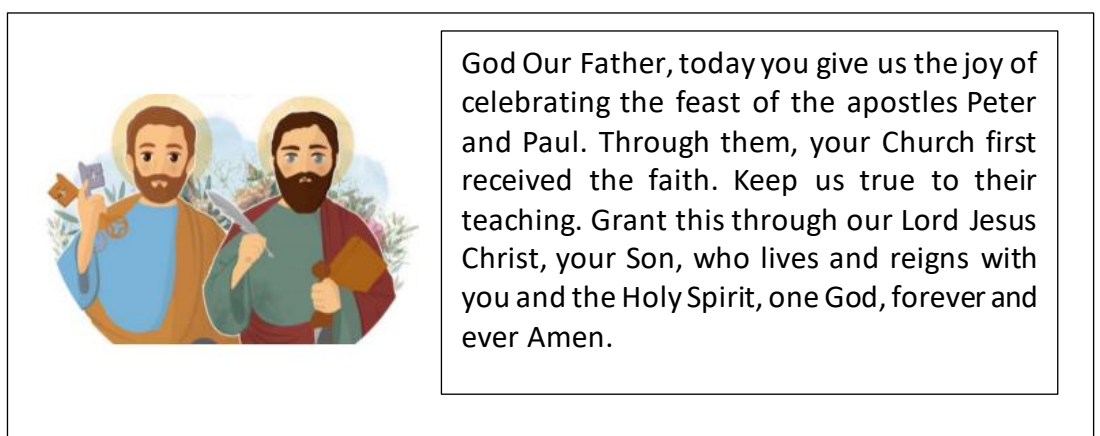 God Our Father, today you give us the joy of
celebrating the feast of the apostles Peter
and Paul. Through them, your Church first
received the faith. Keep us true to their
teaching. Grant this through our Lord Jesus
Christ, your Son, who lives and reigns with
you and the Holy Spirit, one God, forever and
ever Amen.